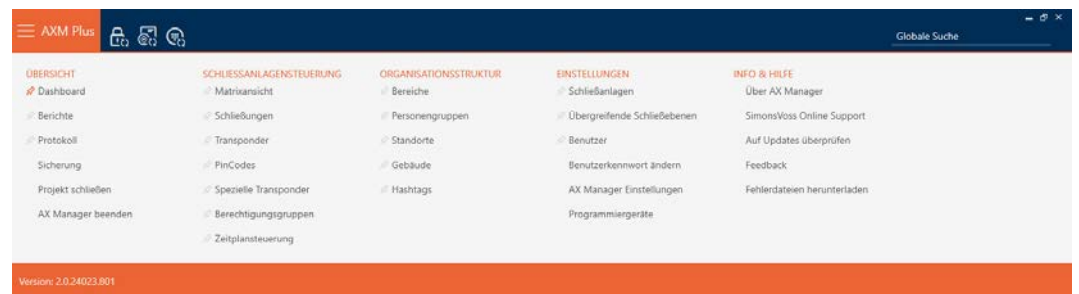 AXM Plus
Globale Suche
ÜBERSICHT
Dashboard
Berichte
Protokoll
Sicherung
Projekt schließen
AX Manager beenden
SCHLIESSANLAGENSTEUERUNG
Matrixansicht
Schließungen
Transponder
PinCodes
Spezielle Transponder
Berechtigungsgruppen
Zeitplansteuerung
ORGANISATIONSSTRUKTUR
Bereiche
Personengruppen
Standorte
Gebäude
Hashtags
EINSTELLUNGEN
Schließanlagen
Übergreifende Schließebenen
Benutzer
Benutzerkennwort ändern
AX Manager Einstellungen
Programmiergeräte
INFO & HILFE
Über AX Manager
SimonsVoss Online Support
Auf Updates überprüfen
Feedback
Fehlerdateien herunterladen
Version: 2.0.24023.801